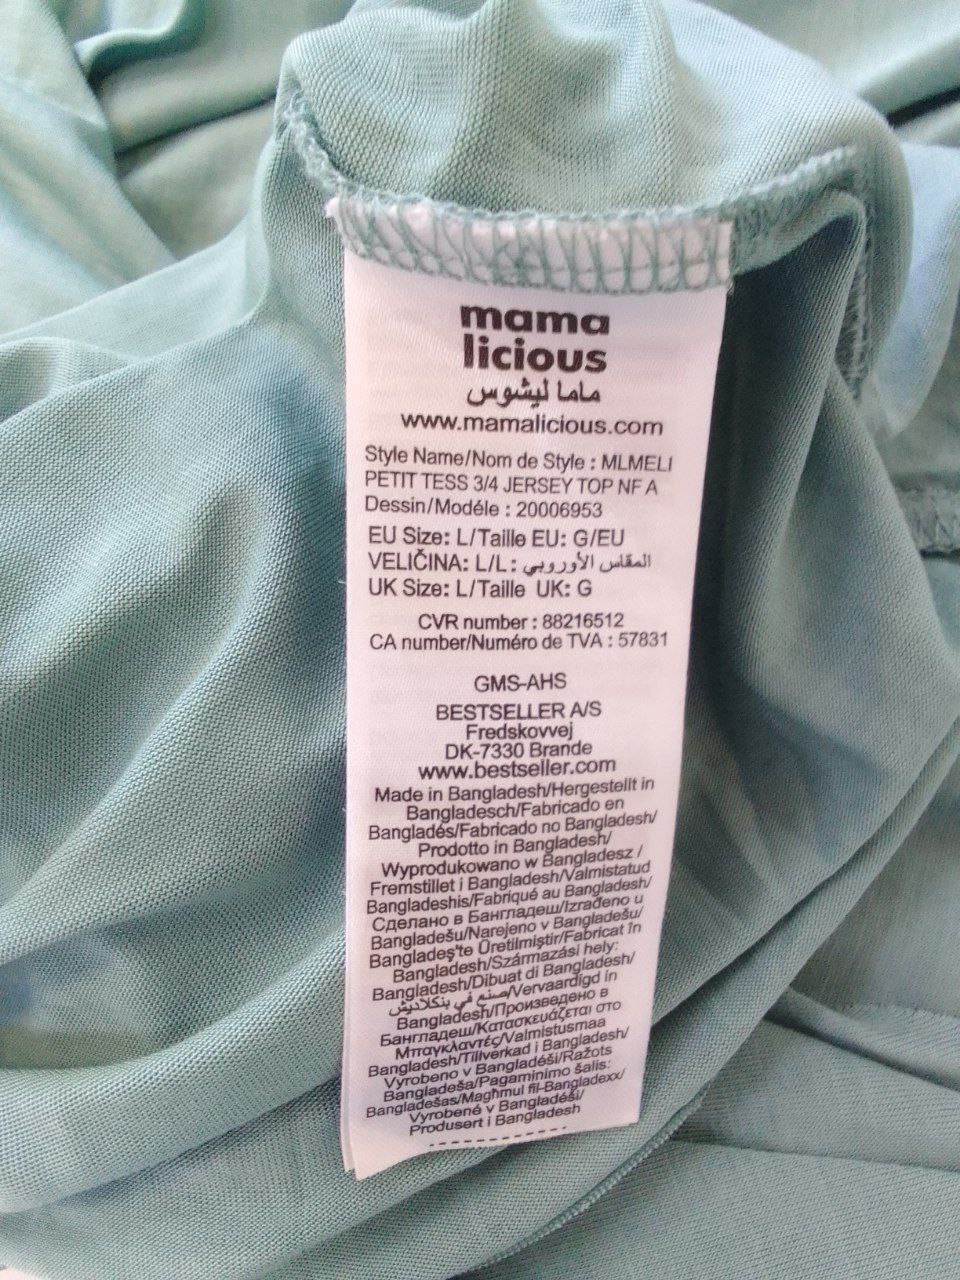 mama
licious
ماما ليشوس
www.mamalicious.com
Style Name/Nom de Style : MLMELI
PETIT TESS 3/4 JERSEY TOP NF A
Dessin/Modéle : 20006953
EU Size: L/Taille EU: G/EU
VELIČINA: L/L : المقاس الأوروبي
UK Size: L/Taille UK: G
CVR number : 88216512
CA number/Numéro de TVA : 57831
GMS-AHS
BESTSELLER A/S
Fredskovvej
DK-7330 Brande
www.bestseller.com
Made in Bangladesh/Hergestellt in
Bangladesch/Fabricado en
Bangladés/Fabricado no Bangladesh/
Prodotto in Bangladesh/
Wyprodukowano w Bangladesz /
Fremstillet i Bangladesh/Valmistatud
Bangladeshis/Fabriqué au Bangladesh/
Сделано в Бангладеш/Izrađeno u
Bangladešu/Narejeno v Bangladešu/
Bangladeş'te Üretilmiştir/Fabricat în
Bangladesh/Származási hely:
Bangladesh/Dibuat di Bangladesh/
صنع في بنكلاديش/Vervaardigd in
Bangladesh/Произведено в
Бангладеш/Κατασκευάζεται στο
Μπαγκλαντές/Valmistusmaa
Bangladesh/Tillverkad i Bangladesh/
Vyrobeno v Bangladéši/Ražots
Bangladeša/Pagaminimo šalis:
Bangladešas/Magħmul fil-Bangladexx/
Vyrobené v Bangladéši/
Produsert i Bangladesh